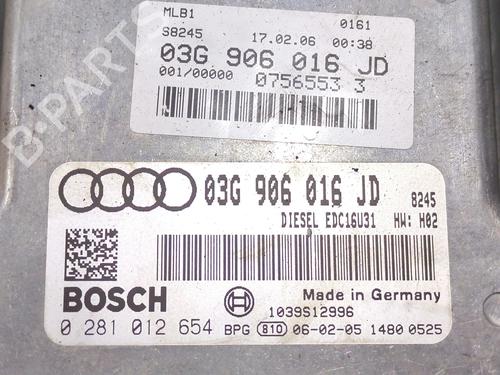 MLB1 0161
S8245 17.02.06 00:38
03G 906 016 JD
001/00000 0756553 3
03G 906 016 JD 8245
DIESEL EDC16U31 HW: H02
BOSCH
Made in Germany
1039S12996
0 281 012 654 BPG 810 06-02-05 1480 0525
B-PARTS